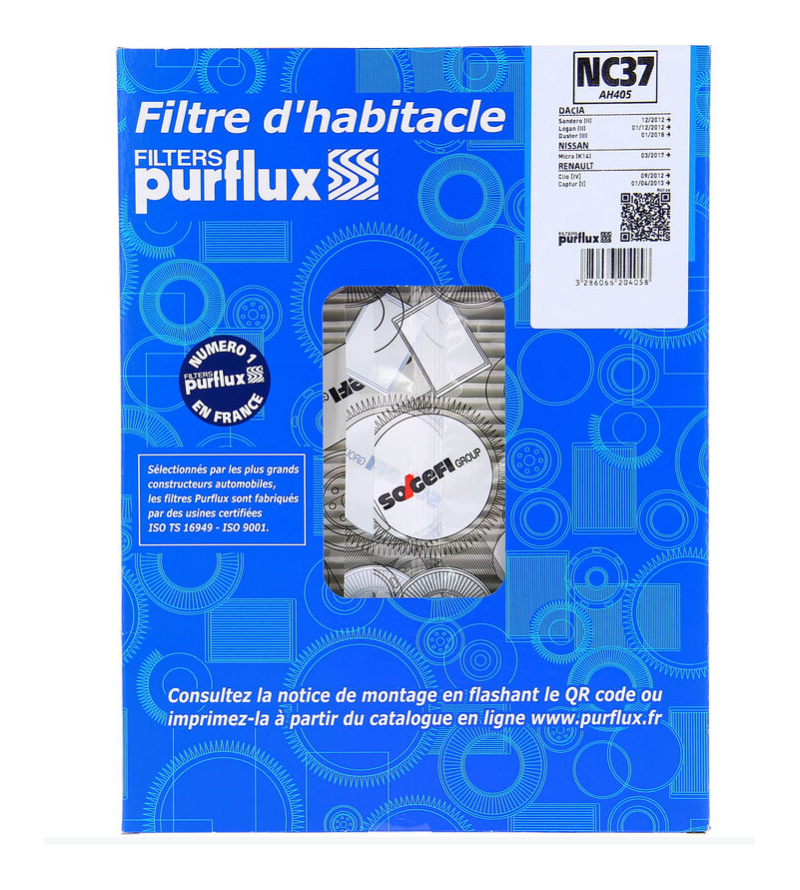 Filtre d'habitacle
FILTERS
purflux
NC37
AH405
DACIA
Sandero [II] 12/2012 →
Logan [II] 01/12/2012 →
Duster [II] 01/2016 →
NISSAN
Micra [K14] 03/2017 →
RENAULT
Clio [IV] 09/2012 →
Captur [I] 01/04/2013 →
Notice
FILTERS
purflux
3 286066 204058
NUMERO 1
FILTERS
purflux
EN FRANCE
Sélectionnés par les plus grands
constructeurs automobiles,
les filtres Purflux sont fabriqués
par des usines certifiées
ISO TS 16949 - ISO 9001.
SOGEFI GROUP
Consultez la notice de montage en flashant le QR code ou
imprimez-la à partir du catalogue en ligne www.purflux.fr